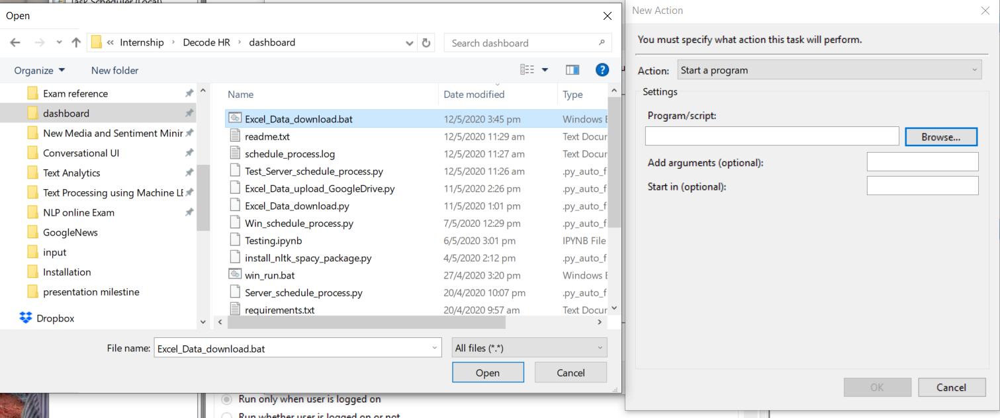 Task Scheduler (Local)
Open
Internship
Decode HR
dashboard
Search dashboard
Organize
New folder
Exam reference
dashboard
New Media and Sentiment Minir
Conversational UI
Text Analytics
Text Processing using Machine LE
NLP online Exam
GoogleNews
input
Installation
presentation milestine
Dropbox
Name Date modified Type
Excel_Data_download.bat 12/5/2020 3:45 pm Windows E
readme.txt 12/5/2020 11:29 am Text Docur
schedule_process.log 12/5/2020 11:27 am Text Docur
Test_Server_schedule_process.py 12/5/2020 11:26 am .py_auto_f
Excel_Data_upload_GoogleDrive.py 11/5/2020 2:26 pm .py_auto_f
Excel_Data_download.py 11/5/2020 1:01 pm .py_auto_f
Win_schedule_process.py 7/5/2020 12:29 pm .py_auto_f
Testing.ipynb 6/5/2020 3:01 pm IPYNB File
install_nltk_spacy_package.py 4/5/2020 2:12 pm .py_auto_f
win_run.bat 27/4/2020 3:20 pm Windows E
Server_schedule_process.py 20/4/2020 10:07 pm .py_auto_f
requirements.txt 20/4/2020 9:57 am Text Docur
File name: Excel_Data_download.bat All files (*.*)
Open Cancel
Run only when user is logged on
Run whether user is logged on or not
New Action
You must specify what action this task will perform.
Action: Start a program
Settings
Program/script:
Browse...
Add arguments (optional):
Start in (optional):
OK Cancel